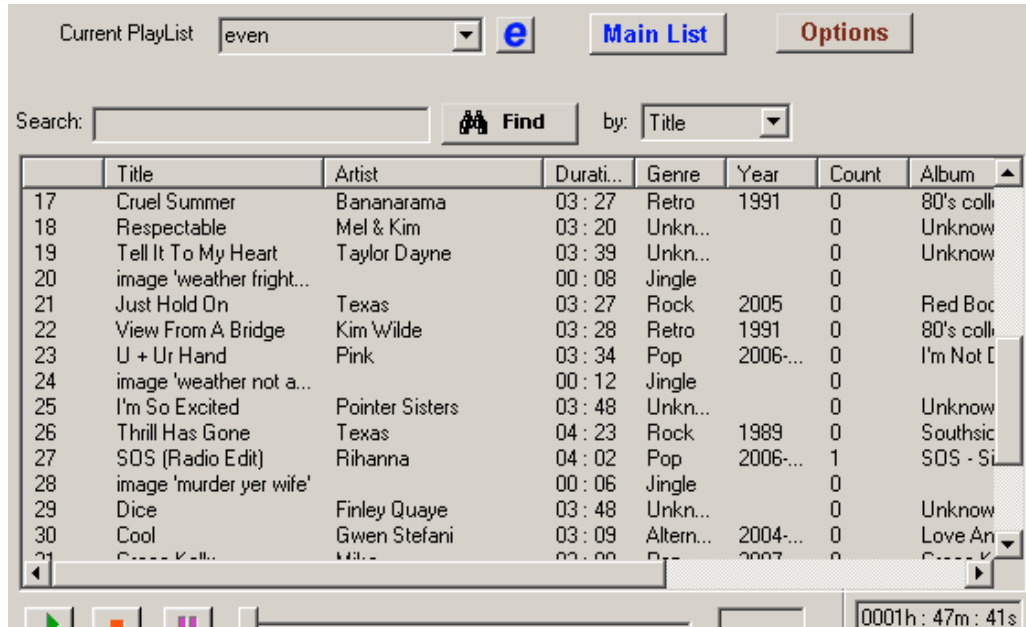 Current PlayList even e Main List Options
Search: Find by: Title
Title Artist Durati... Genre Year Count Album
17 Cruel Summer Bananarama 03 : 27 Retro 1991 0 80's coll
18 Respectable Mel & Kim 03 : 20 Unkn... 0 Unknow
19 Tell It To My Heart Taylor Dayne 03 : 39 Unkn... 0 Unknow
20 image 'weather fright... 00 : 08 Jingle 0
21 Just Hold On Texas 03 : 27 Rock 2005 0 Red Boo
22 View From A Bridge Kim Wilde 03 : 28 Retro 1991 0 80's coll
23 U + Ur Hand Pink 03 : 34 Pop 2006-... 0 I'm Not D
24 image 'weather not a... 00 : 12 Jingle 0
25 I'm So Excited Pointer Sisters 03 : 48 Unkn... 0 Unknow
26 Thrill Has Gone Texas 04 : 23 Rock 1989 0 Southsid
27 SOS (Radio Edit) Rihanna 04 : 02 Pop 2006-... 1 SOS - Si
28 image 'murder yer wife' 00 : 06 Jingle 0
29 Dice Finley Quaye 03 : 48 Unkn... 0 Unknow
30 Cool Gwen Stefani 03 : 09 Altern... 2004-... 0 Love An
0001h : 47m : 41s